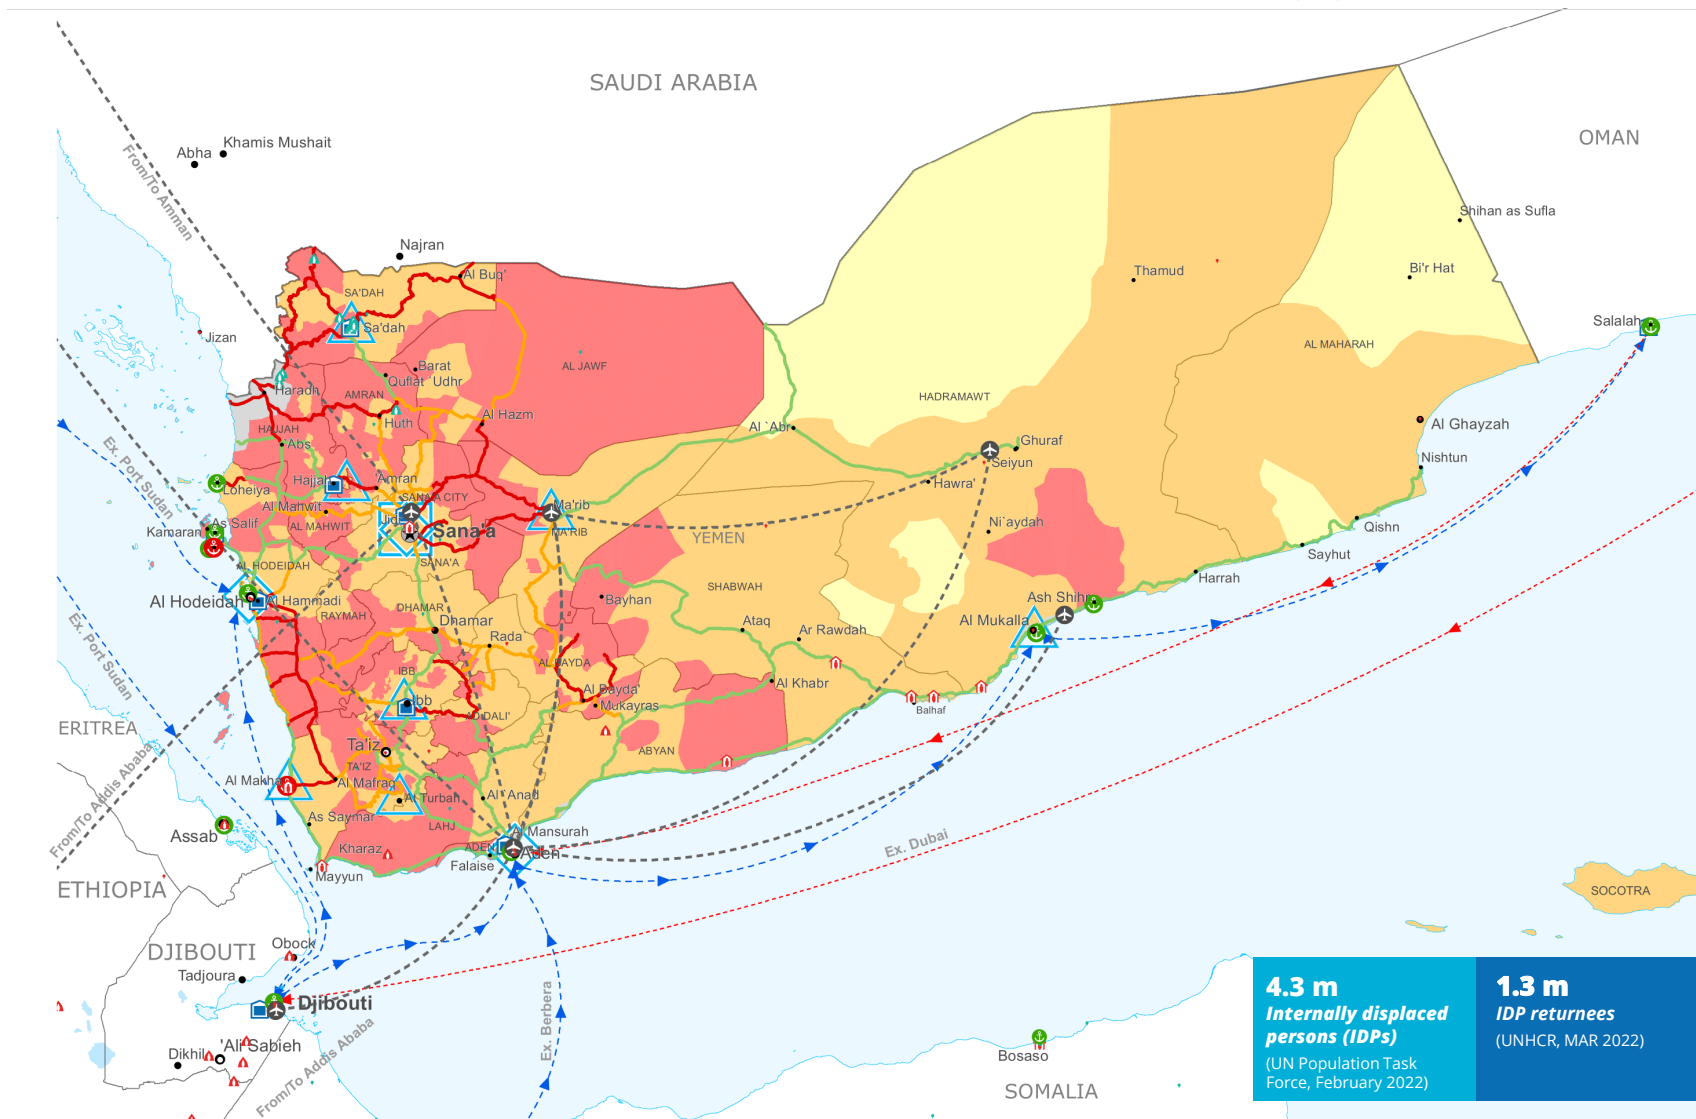 SAUDI ARABIA
OMAN
Khamis Mushait
Abha
From/To Amman
Shihan as Sufla
Najran
Thamud
Bi'r Hat
Al Buq'
SA'DAH
Salalah
Sa'dah
Jizan
AL MAHARAH
Barat
AL JAWF
Quflat `Udhr
Haradh
AMRAN
HADRAMAWT
Al Hazm
Huth
Al `Abr
Al Ghayzah
HAJJAH
'Abs
Ghuraf
Nishtun
Seiyun
Ex. Port Sudan
Hajjah
'Amran
Hawra'
Loheiya
SANA'A CITY
Al Mahwit
Ma'rib
As Salif
AL MAHWIT
Ni`aydah
Qishn
Kamaran
Sana'a
MA'RIB
YEMEN
Sayhut
AL HODEIDAH
SANA'A
Harrah
SHABWAH
Al Hodeidah
Al Hammadi
Bayhan
Ash Shihr
RAYMAH
DHAMAR
Dhamar
Ataq
Al Mukalla
Rada
Ar Rawdah
Ex. Port Sudan
AL BAYDA
IBB
Al Khabr
Al Bayda'
Ibb
Mukayras
Balhaf
AD DALI'
ERITREA
Ta'iz
ABYAN
TA'IZ
Al Makha
Al Mafraq
Al Turbah
Al `Anad
From/To Addis Ababa
As Saymar
LAHJ
Al Mansurah
Assab
Kharaz
ADEN
Aden
Ex. Dubai
Falaise
Mayyun
ETHIOPIA
SOCOTRA
DJIBOUTI
Obock
Tadjoura
Djibouti
4.3 m
Internally displaced
persons (IDPs)
(UN Population Task
Force, February 2022)
1.3 m
IDP returnees
(UNHCR, MAR 2022)
Ex. Berbera
'Ali Sabieh
Dikhil
From/To Addis Ababa
Bosaso
SOMALIA